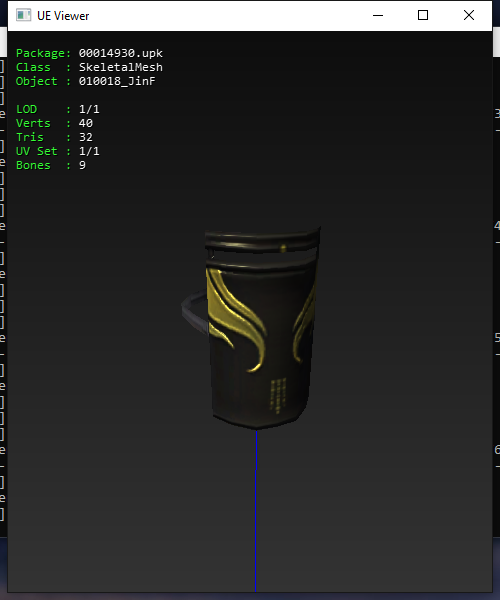 UE Viewer
Package: 00014930.upk
Class  : SkeletalMesh
Object : 010018_JinF
LOD    : 1/1
Verts  : 40
Tris   : 32
UV Set : 1/1
Bones  : 9